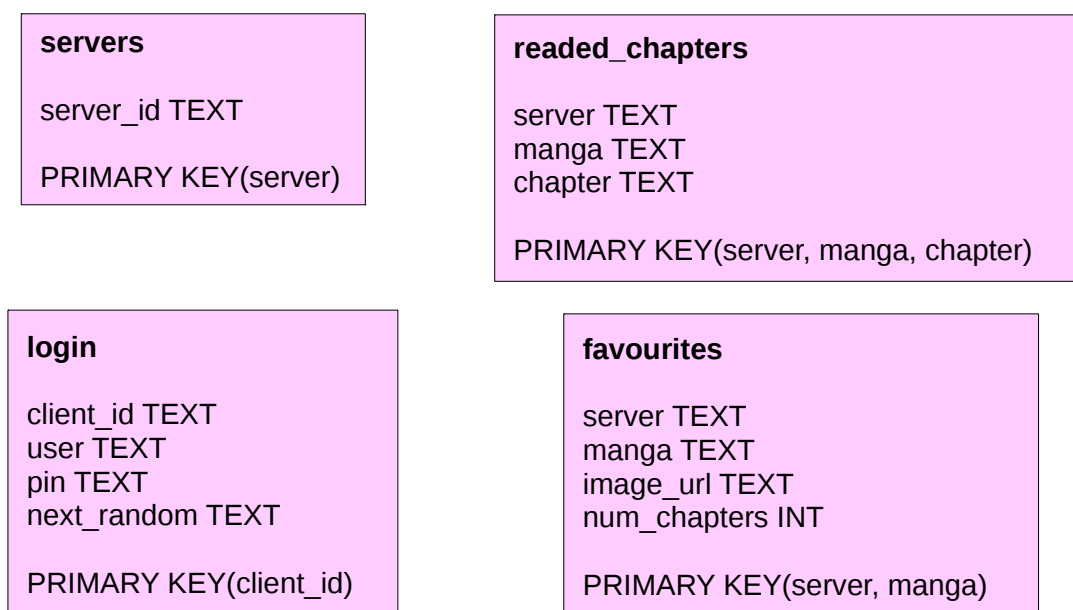 servers
server_id TEXT
PRIMARY KEY(server)
readed_chapters
server TEXT
manga TEXT
chapter TEXT
PRIMARY KEY(server, manga, chapter)
login
client_id TEXT
user TEXT
pin TEXT
next_random TEXT
PRIMARY KEY(client_id)
favourites
server TEXT
manga TEXT
image_url TEXT
num_chapters INT
PRIMARY KEY(server, manga)